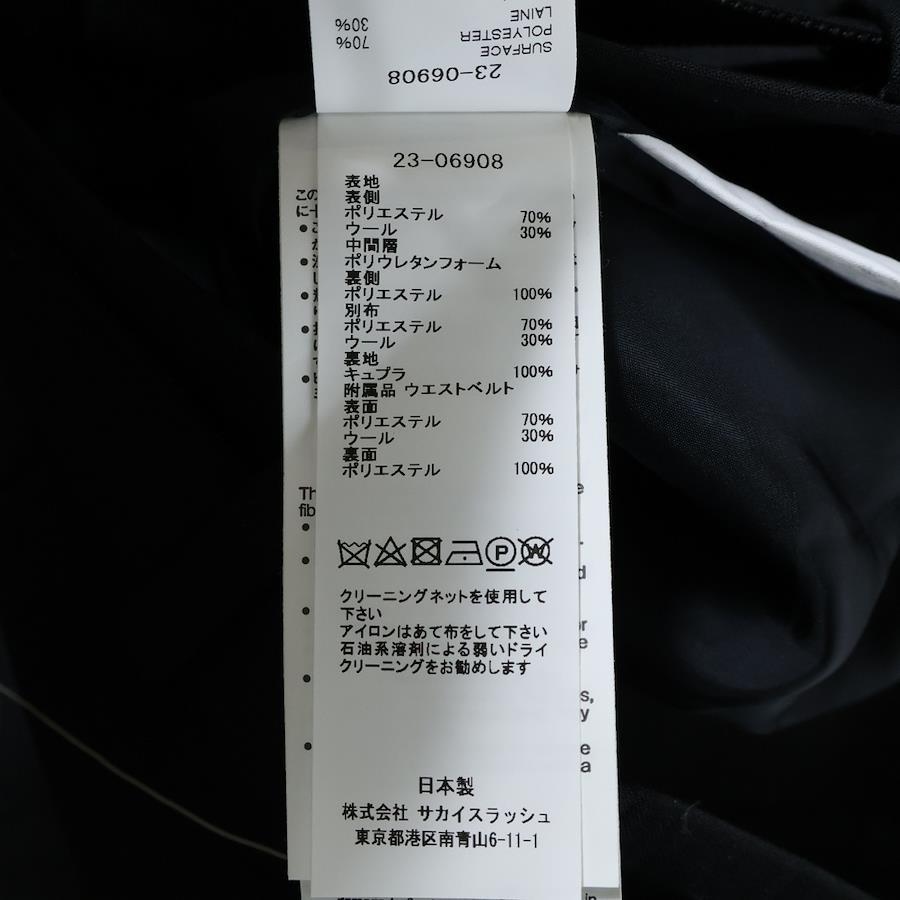 23-06908
SURFACE
POLYESTER 70%
LAINE 30%
23-06908
表地
表側
ポリエステル 70%
ウール 30%
中間層
ポリウレタンフォーム
裏側
ポリエステル 100%
別布
ポリエステル 70%
ウール 30%
裏地
キュプラ 100%
附属品 ウエストベルト
表面
ポリエステル 70%
ウール 30%
裏面
ポリエステル 100%
P W
クリーニングネットを使用して
下さい
アイロンはあて布をして下さい
石油系溶剤による弱いドライ
クリーニングをお勧めします
日本製
株式会社 サカイスラッシュ
東京都港区南青山6-11-1